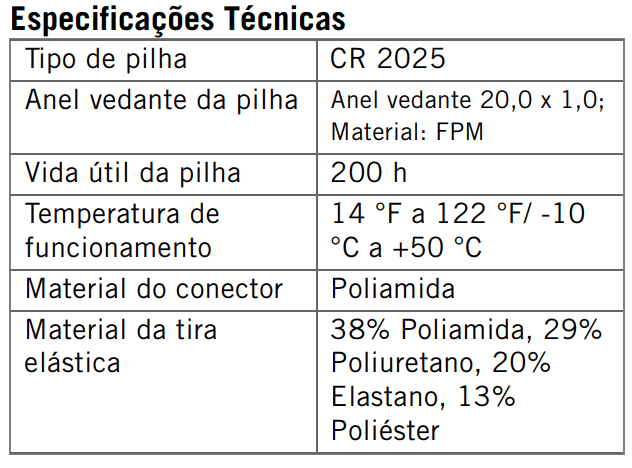 Especificações Técnicas
Tipo de pilha
CR 2025
Anel vedante da pilha
Anel vedante 20,0 x 1,0;
Material: FPM
Vida útil da pilha
200 h
Temperatura de
funcionamento
14 °F a 122 °F/ -10
°C a +50 °C
Material do conector
Poliamida
Material da tira
elástica
38% Poliamida, 29%
Poliuretano, 20%
Elastano, 13%
Poliéster